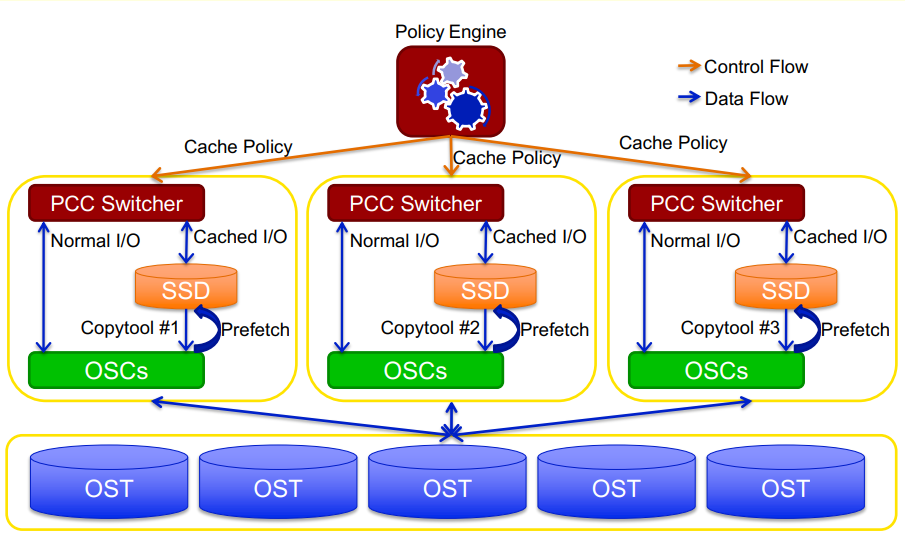 Policy Engine
Control Flow
Data Flow
Cache Policy
Cache Policy
Cache Policy
PCC Switcher
PCC Switcher
PCC Switcher
Normal I/O
Cached I/O
Normal I/O
Cached I/O
Normal I/O
Cached I/O
SSD
SSD
SSD
Copytool #1
Prefetch
Copytool #2
Prefetch
Copytool #3
Prefetch
OSCs
OSCs
OSCs
OST
OST
OST
OST
OST